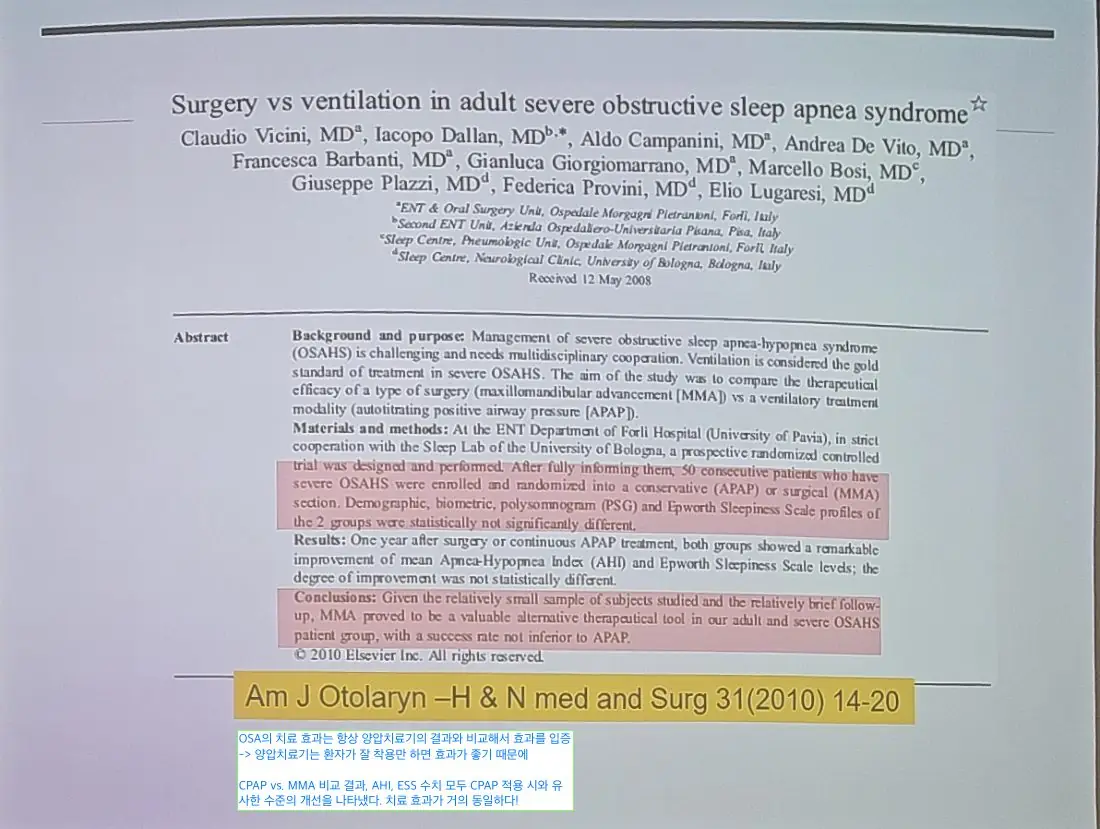 Surgery vs ventilation in adult severe obstructive sleep apnea syndrome☆
Claudio Vicini, MDᵃ, Iacopo Dallan, MDᵇ,*, Aldo Campanini, MDᵃ, Andrea De Vito, MDᵃ,
Francesca Barbanti, MDᵃ, Gianluca Giorgiomarrano, MDᵃ, Marcello Bosi, MDᶜ,
Giuseppe Plazzi, MDᵈ, Federica Provini, MDᵈ, Elio Lugaresi, MDᵈ
ᵃENT & Oral Surgery Unit, Ospedale Morgagni Pietrantoni, Forlì, Italy
ᵇSecond ENT Unit, Azienda Ospedaliero-Universitaria Pisana, Pisa, Italy
ᶜSleep Centre, Pneumologic Unit, Ospedale Morgagni Pietrantoni, Forlì, Italy
ᵈSleep Centre, Neurological Clinic, University of Bologna, Bologna, Italy
Received 12 May 2008
Abstract
Background and purpose: Management of severe obstructive sleep apnea-hypopnea syndrome
(OSAHS) is challenging and needs multidisciplinary cooperation. Ventilation is considered the gold
standard of treatment in severe OSAHS. The aim of the study was to compare the therapeutical
efficacy of a type of surgery (maxillomandibular advancement [MMA]) vs a ventilatory treatment
modality (autotitrating positive airway pressure [APAP]).
Materials and methods: At the ENT Department of Forlì Hospital (University of Pavia), in strict
cooperation with the Sleep Lab of the University of Bologna, a prospective randomized controlled
trial was designed and performed. After fully informing them, 50 consecutive patients who have
severe OSAHS were enrolled and randomized into a conservative (APAP) or surgical (MMA)
section. Demographic, biometric, polysomnogram (PSG) and Epworth Sleepiness Scale profiles of
the 2 groups were statistically not significantly different.
Results: One year after surgery or continuous APAP treatment, both groups showed a remarkable
improvement of mean Apnea-Hypopnea Index (AHI) and Epworth Sleepiness Scale levels; the
degree of improvement was not statistically different.
Conclusions: Given the relatively small sample of subjects studied and the relatively brief follow-
up, MMA proved to be a valuable alternative therapeutical tool in our adult and severe OSAHS
patient group, with a success rate not inferior to APAP.
© 2010 Elsevier Inc. All rights reserved.
Am J Otolaryn –H & N med and Surg 31(2010) 14-20
OSA의 치료 효과는 항상 양압치료기의 결과와 비교해서 효과를 입증
-> 양압치료기는 환자가 잘 착용만 하면 효과가 좋기 때문에
CPAP vs. MMA 비교 결과, AHI, ESS 수치 모두 CPAP 적용 시와 유
사한 수준의 개선을 나타냈다. 치료 효과가 거의 동일하다!